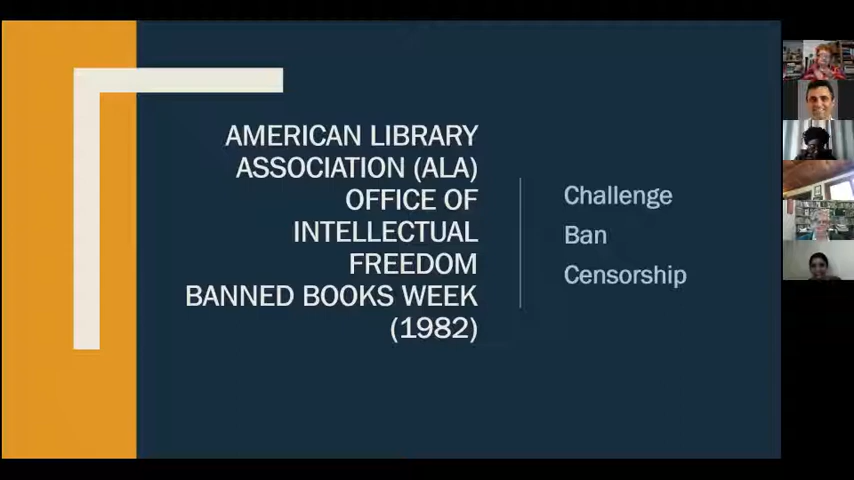 AMERICAN LIBRARY
ASSOCIATION (ALA)
OFFICE OF
INTELLECTUAL
FREEDOM
BANNED BOOKS WEEK
(1982)
Challenge
Ban
Censorship